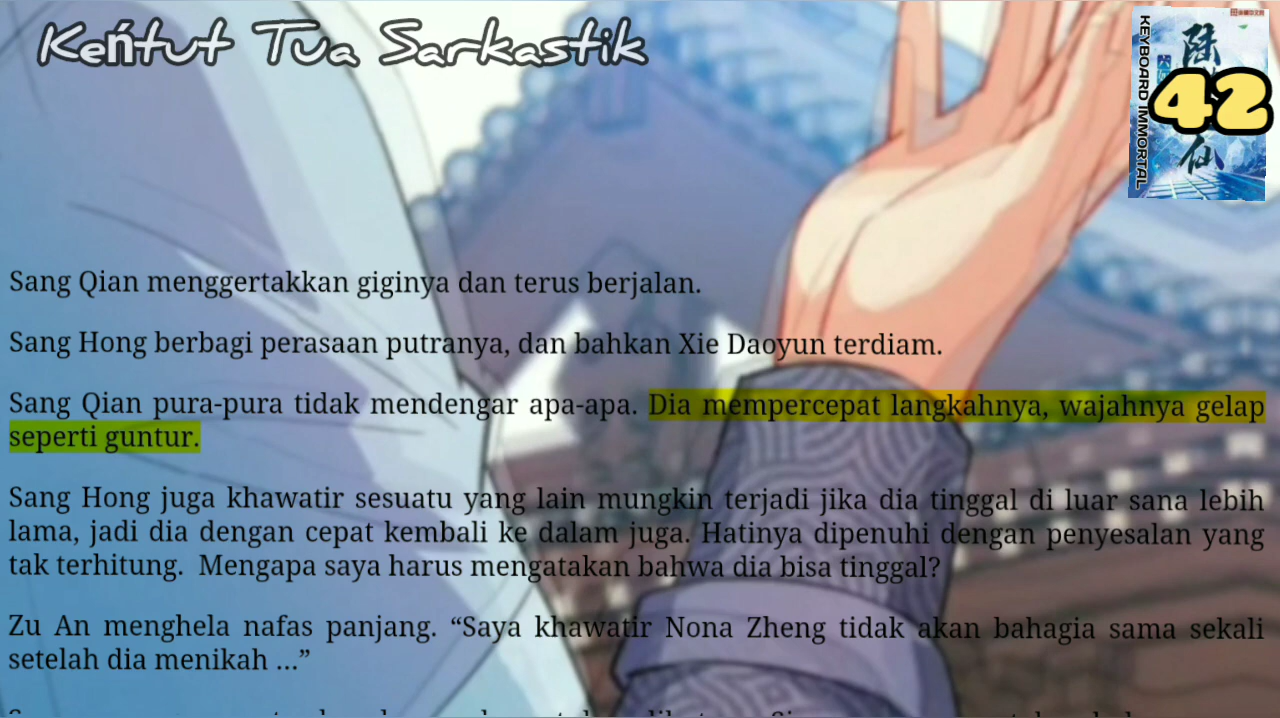 Keńtut Tua Sarkastik
KEYBOARD IMMORTAL
42
Sang Qian menggertakkan giginya dan terus berjalan.
Sang Hong berbagi perasaan putranya, dan bahkan Xie Daoyun terdiam.
Sang Qian pura-pura tidak mendengar apa-apa. Dia mempercepat langkahnya, wajahnya gelap
seperti guntur.
Sang Hong juga khawatir sesuatu yang lain mungkin terjadi jika dia tinggal di luar sana lebih
lama, jadi dia dengan cepat kembali ke dalam juga. Hatinya dipenuhi dengan penyesalan yang
tak terhitung.  Mengapa saya harus mengatakan bahwa dia bisa tinggal?
Zu An menghela nafas panjang. “Saya khawatir Nona Zheng tidak akan bahagia sama sekali
setelah dia menikah ...”